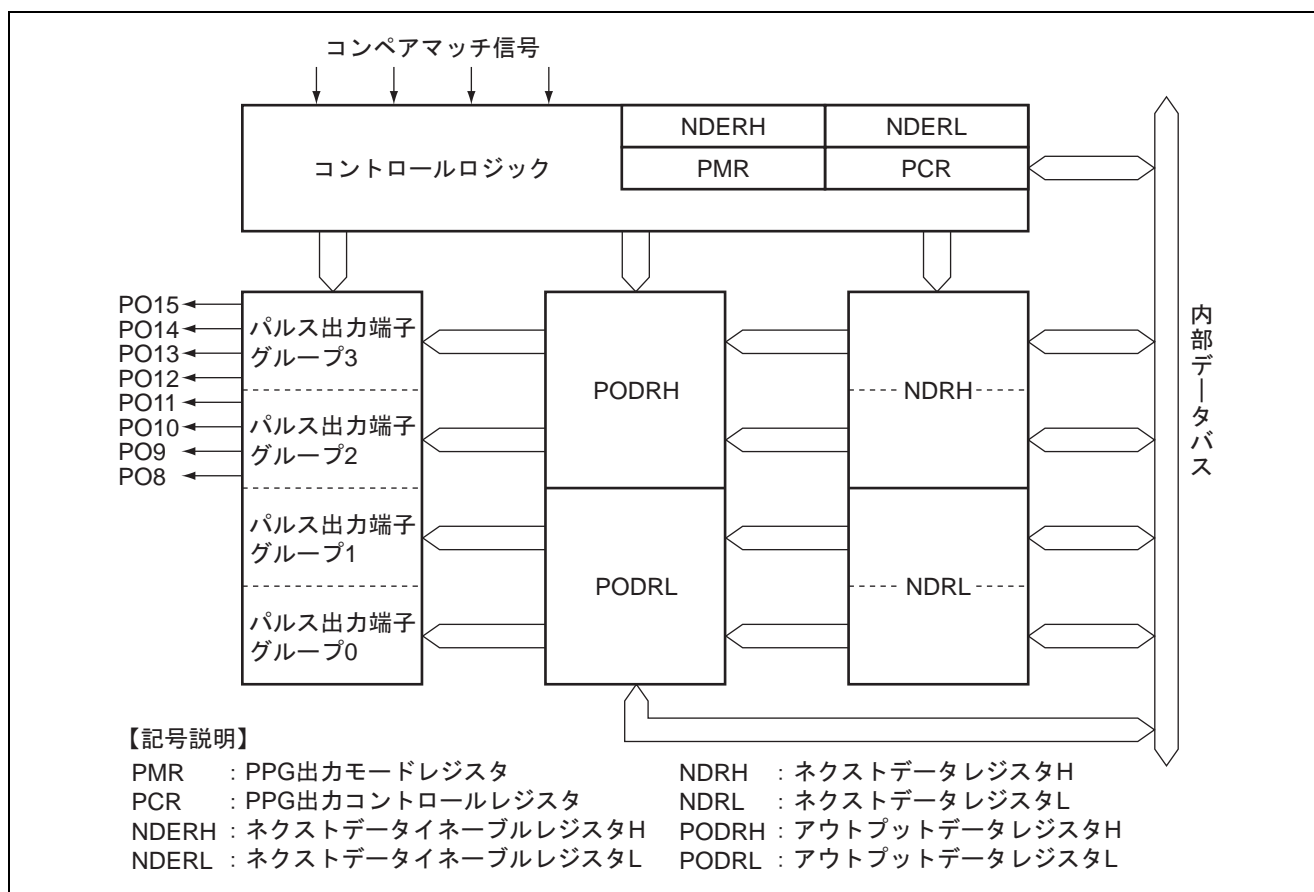 コンペアマッチ信号
コントロールロジック
NDERH
NDERL
PMR
PCR
PO15
PO14
PO13
PO12
PO11
PO10
PO9
PO8
パルス出力端子
グループ3
パルス出力端子
グループ2
パルス出力端子
グループ1
パルス出力端子
グループ0
PODRH
PODRL
NDRH
NDRL
内部データバス
【記号説明】
PMR : PPG出力モードレジスタ
PCR : PPG出力コントロールレジスタ
NDERH : ネクストデータイネーブルレジスタH
NDERL : ネクストデータイネーブルレジスタL
NDRH : ネクストデータレジスタH
NDRL : ネクストデータレジスタL
PODRH : アウトプットデータレジスタH
PODRL : アウトプットデータレジスタL